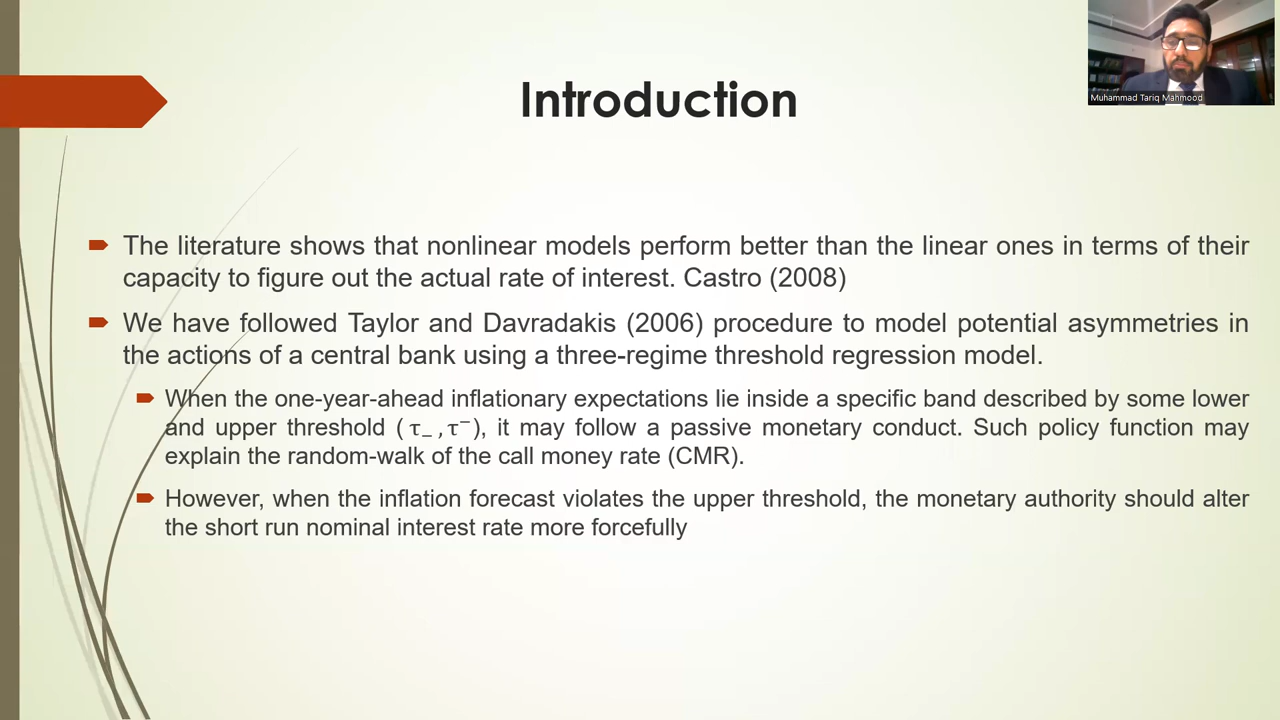 Muhammad Tariq Mahmood
Introduction
The literature shows that nonlinear models perform better than the linear ones in terms of their
capacity to figure out the actual rate of interest. Castro (2008)
We have followed Taylor and Davradakis (2006) procedure to model potential asymmetries in
the actions of a central bank using a three-regime threshold regression model.
When the one-year-ahead inflationary expectations lie inside a specific band described by some lower
and upper threshold (τ₋,τ⁻), it may follow a passive monetary conduct. Such policy function may
explain the random-walk of the call money rate (CMR).
However, when the inflation forecast violates the upper threshold, the monetary authority should alter
the short run nominal interest rate more forcefully